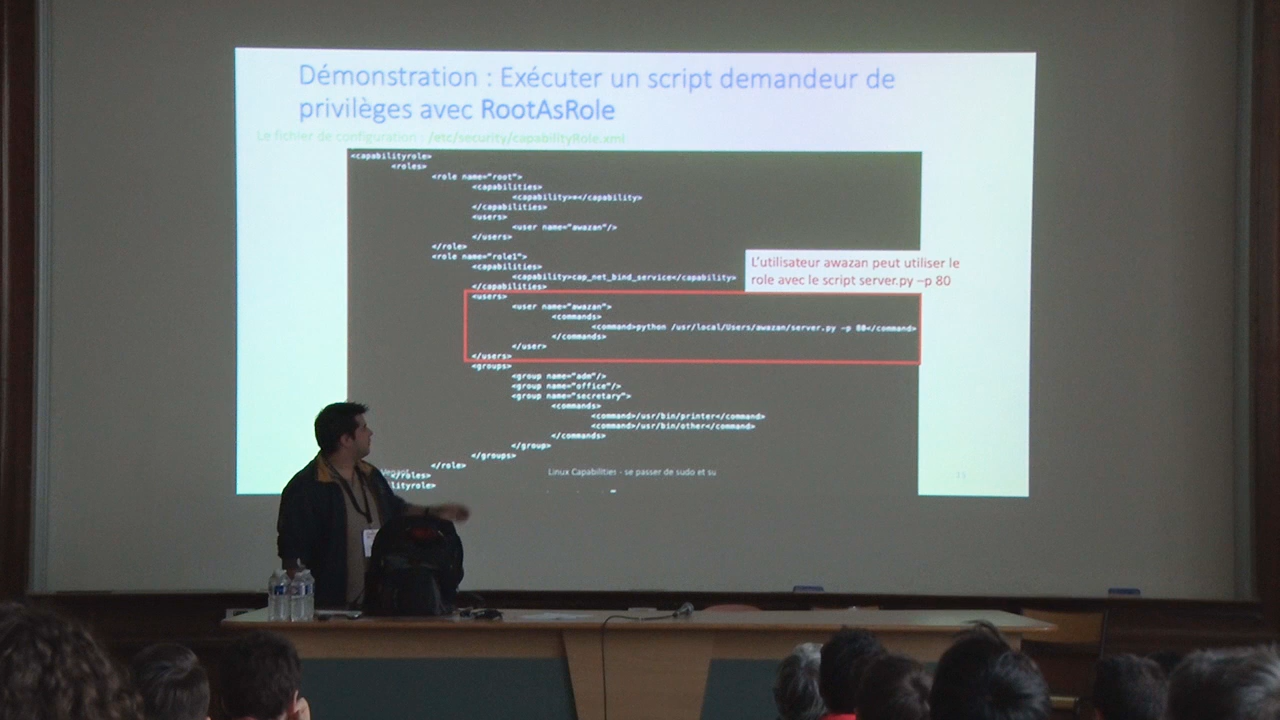 Démonstration : Exécuter un script demandeur de
privilèges avec RootAsRole
Le fichier de configuration : /etc/security/capabilityRole.xml
<capabilityrole>
<roles>
<role name="root">
<capabilities>
<capability>*</capability>
</capabilities>
<users>
<user name="awazan"/>
</users>
</role>
<role name="role1">
<capabilities>
<capability>cap_net_bind_service</capability>
</capabilities>
L'utilisateur awazan peut utiliser le
role avec le script server.py –p 80
<users>
<user name="awazan">
<commands>
<command>python /usr/local/Users/awazan/server.py -p 80</command>
</commands>
</user>
</users>
<groups>
<group name="adm"/>
<group name="office"/>
<group name="secretary">
<commands>
<command>/usr/bin/printer</command>
<command>/usr/bin/other</command>
</commands>
</group>
</groups>
</role>
</roles>
lityrole>
Linux Capabilities - se passer de sudo et su